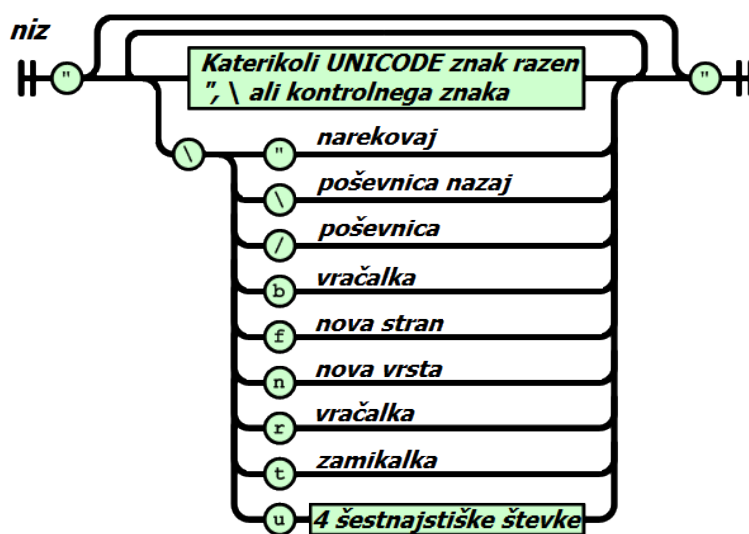 niz
"
Katerikoli UNICODE znak razen
", \ ali kontrolnega znaka
"
\
" narekovaj
\ poševnica nazaj
/ poševnica
b vračalka
f nova stran
n nova vrsta
r vračalka
t zamikalka
u 4 šestnajstiške števke